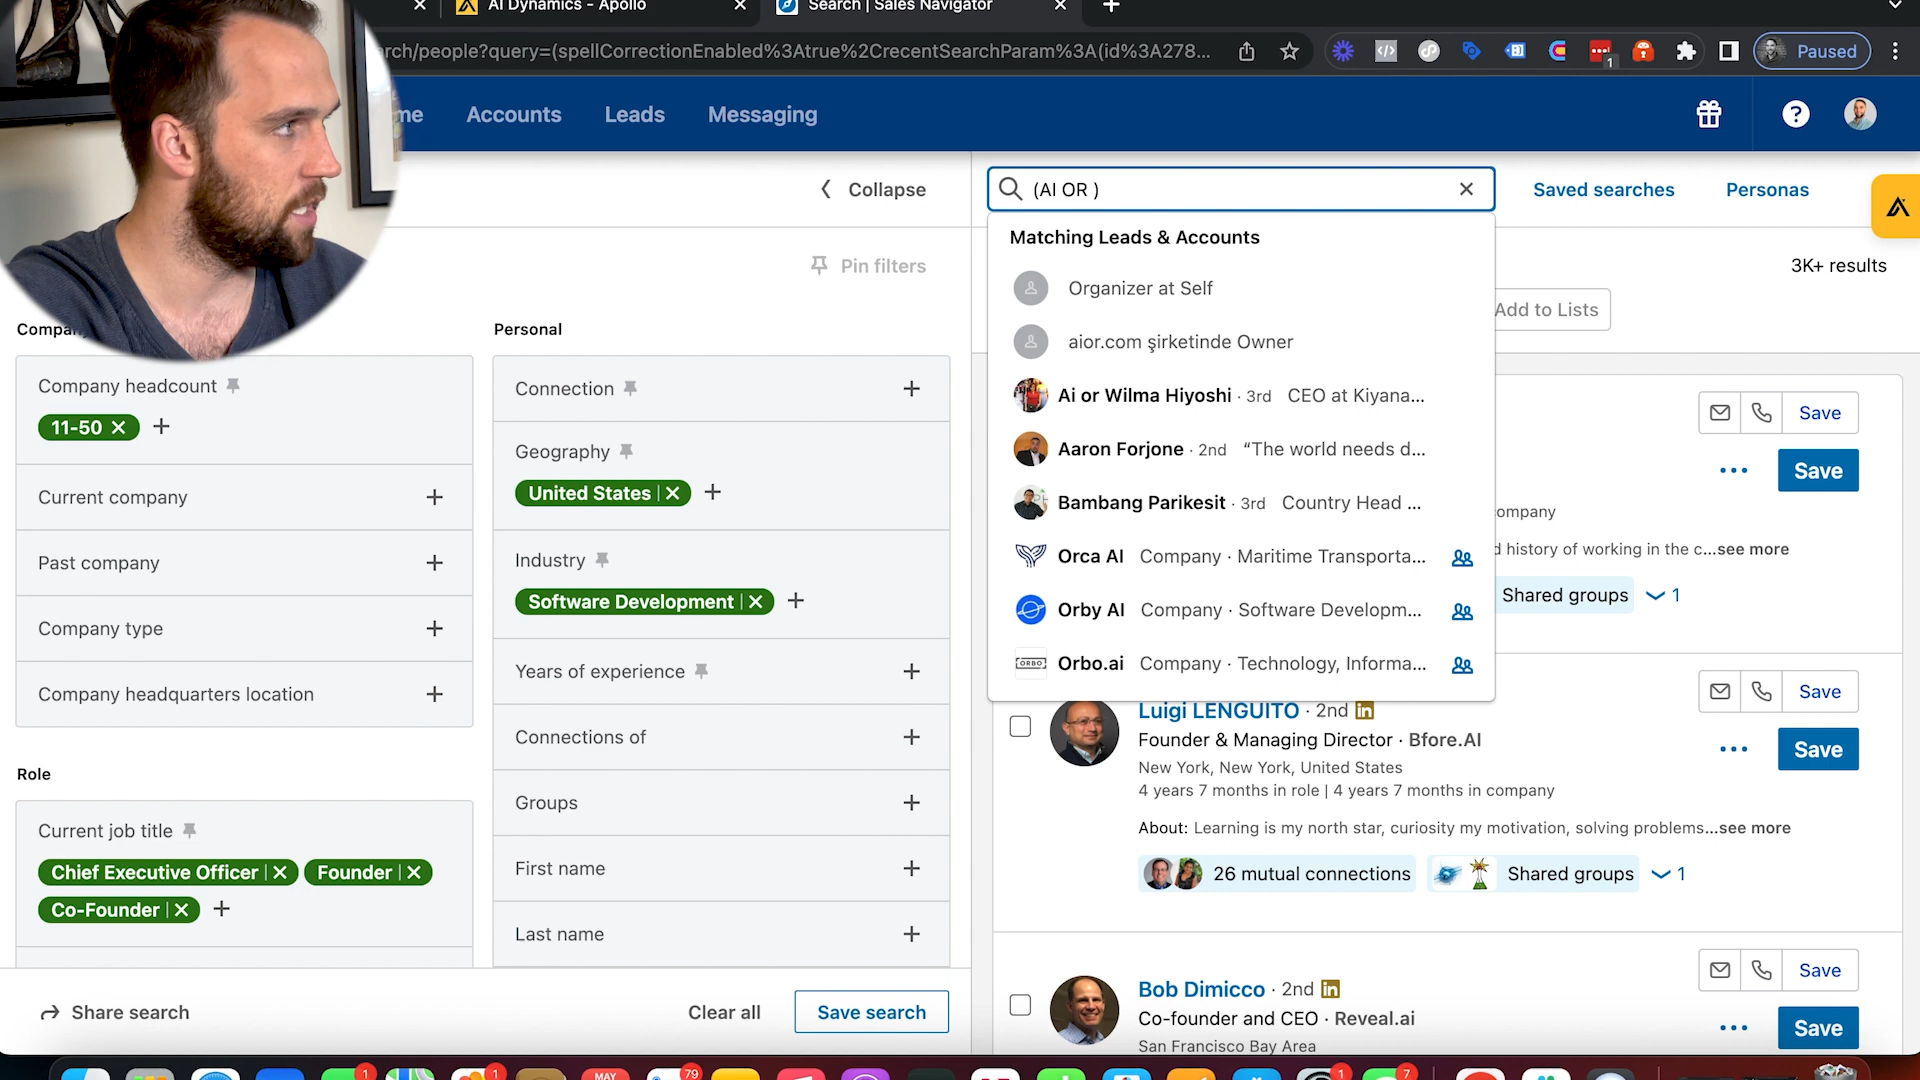 AI Dynamics - Apollo
Search | Sales Navigator
rch/people?query=(spellCorrectionEnabled%3Atrue%2CrecentSearchParam%3A(id%3A278...
1
Paused
me
Accounts
Leads
Messaging
Collapse
(AI OR )
Saved searches
Personas
Pin filters
3K+ results
Add to Lists
Matching Leads & Accounts
Organizer at Self
aior.com şirketinde Owner
Ai or Wilma Hiyoshi · 3rd CEO at Kiyana...
Aaron Forjone · 2nd “The world needs d...
Bambang Parikesit · 3rd Country Head ...
Orca AI Company · Maritime Transporta...
Orby AI Company · Software Developm...
ORBO
Orbo.ai Company · Technology, Informa...
Compa
Company headcount
11-50
Current company
Past company
Company type
Company headquarters location
Role
Current job title
Chief Executive Officer
Founder
Co-Founder
Personal
Connection
Geography
United States
Industry
Software Development
Years of experience
Connections of
Groups
First name
Last name
Share search
Clear all
Save search
Save
Save
ompany
d history of working in the c...see more
Shared groups
1
Luigi LENGUITO · 2nd in
Founder & Managing Director · Bfore.AI
New York, New York, United States
4 years 7 months in role | 4 years 7 months in company
About: Learning is my north star, curiosity my motivation, solving problems...see more
26 mutual connections
Shared groups
1
Save
Save
Bob Dimicco · 2nd in
Co-founder and CEO · Reveal.ai
San Francisco Bay Area
Save
Save
1
1
MAY
79
1
7